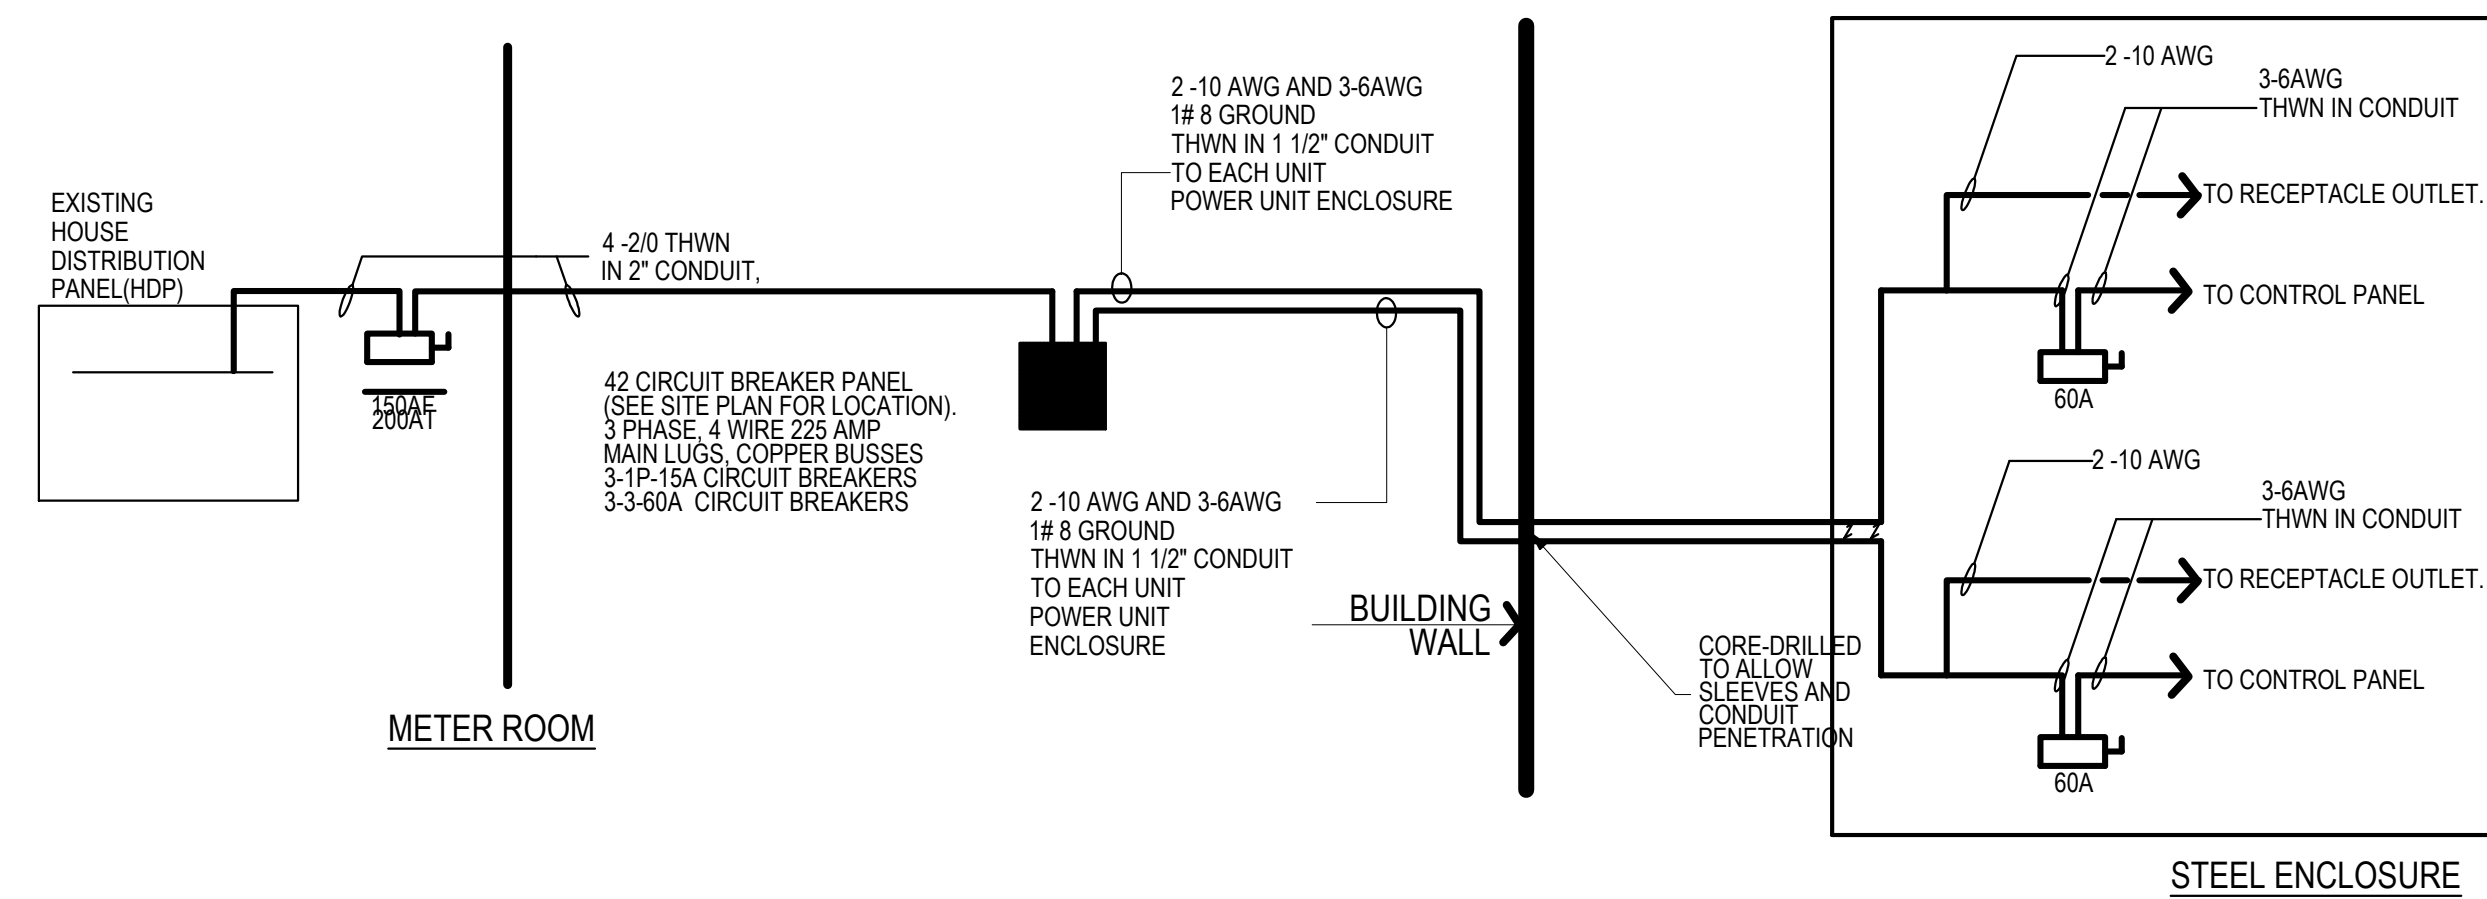 EXISTING
HOUSE
DISTRIBUTION
PANEL(HDP)
150AF
200AT
METER ROOM
4 -2/0 THWN
IN 2" CONDUIT,
42 CIRCUIT BREAKER PANEL
(SEE SITE PLAN FOR LOCATION).
3 PHASE, 4 WIRE 225 AMP
MAIN LUGS, COPPER BUSSES
3-1P-15A CIRCUIT BREAKERS
3-3-60A CIRCUIT BREAKERS
2 -10 AWG AND 3-6AWG
1# 8 GROUND
THWN IN 1 1/2" CONDUIT
TO EACH UNIT
POWER UNIT ENCLOSURE
2 -10 AWG AND 3-6AWG
1# 8 GROUND
THWN IN 1 1/2" CONDUIT
TO EACH UNIT
POWER UNIT
ENCLOSURE
BUILDING
WALL
CORE-DRILLED
TO ALLOW
SLEEVES AND
CONDUIT
PENETRATION
2 -10 AWG
3-6AWG
THWN IN CONDUIT
TO RECEPTACLE OUTLET.
TO CONTROL PANEL
60A
2 -10 AWG
3-6AWG
THWN IN CONDUIT
TO RECEPTACLE OUTLET.
TO CONTROL PANEL
60A
STEEL ENCLOSURE